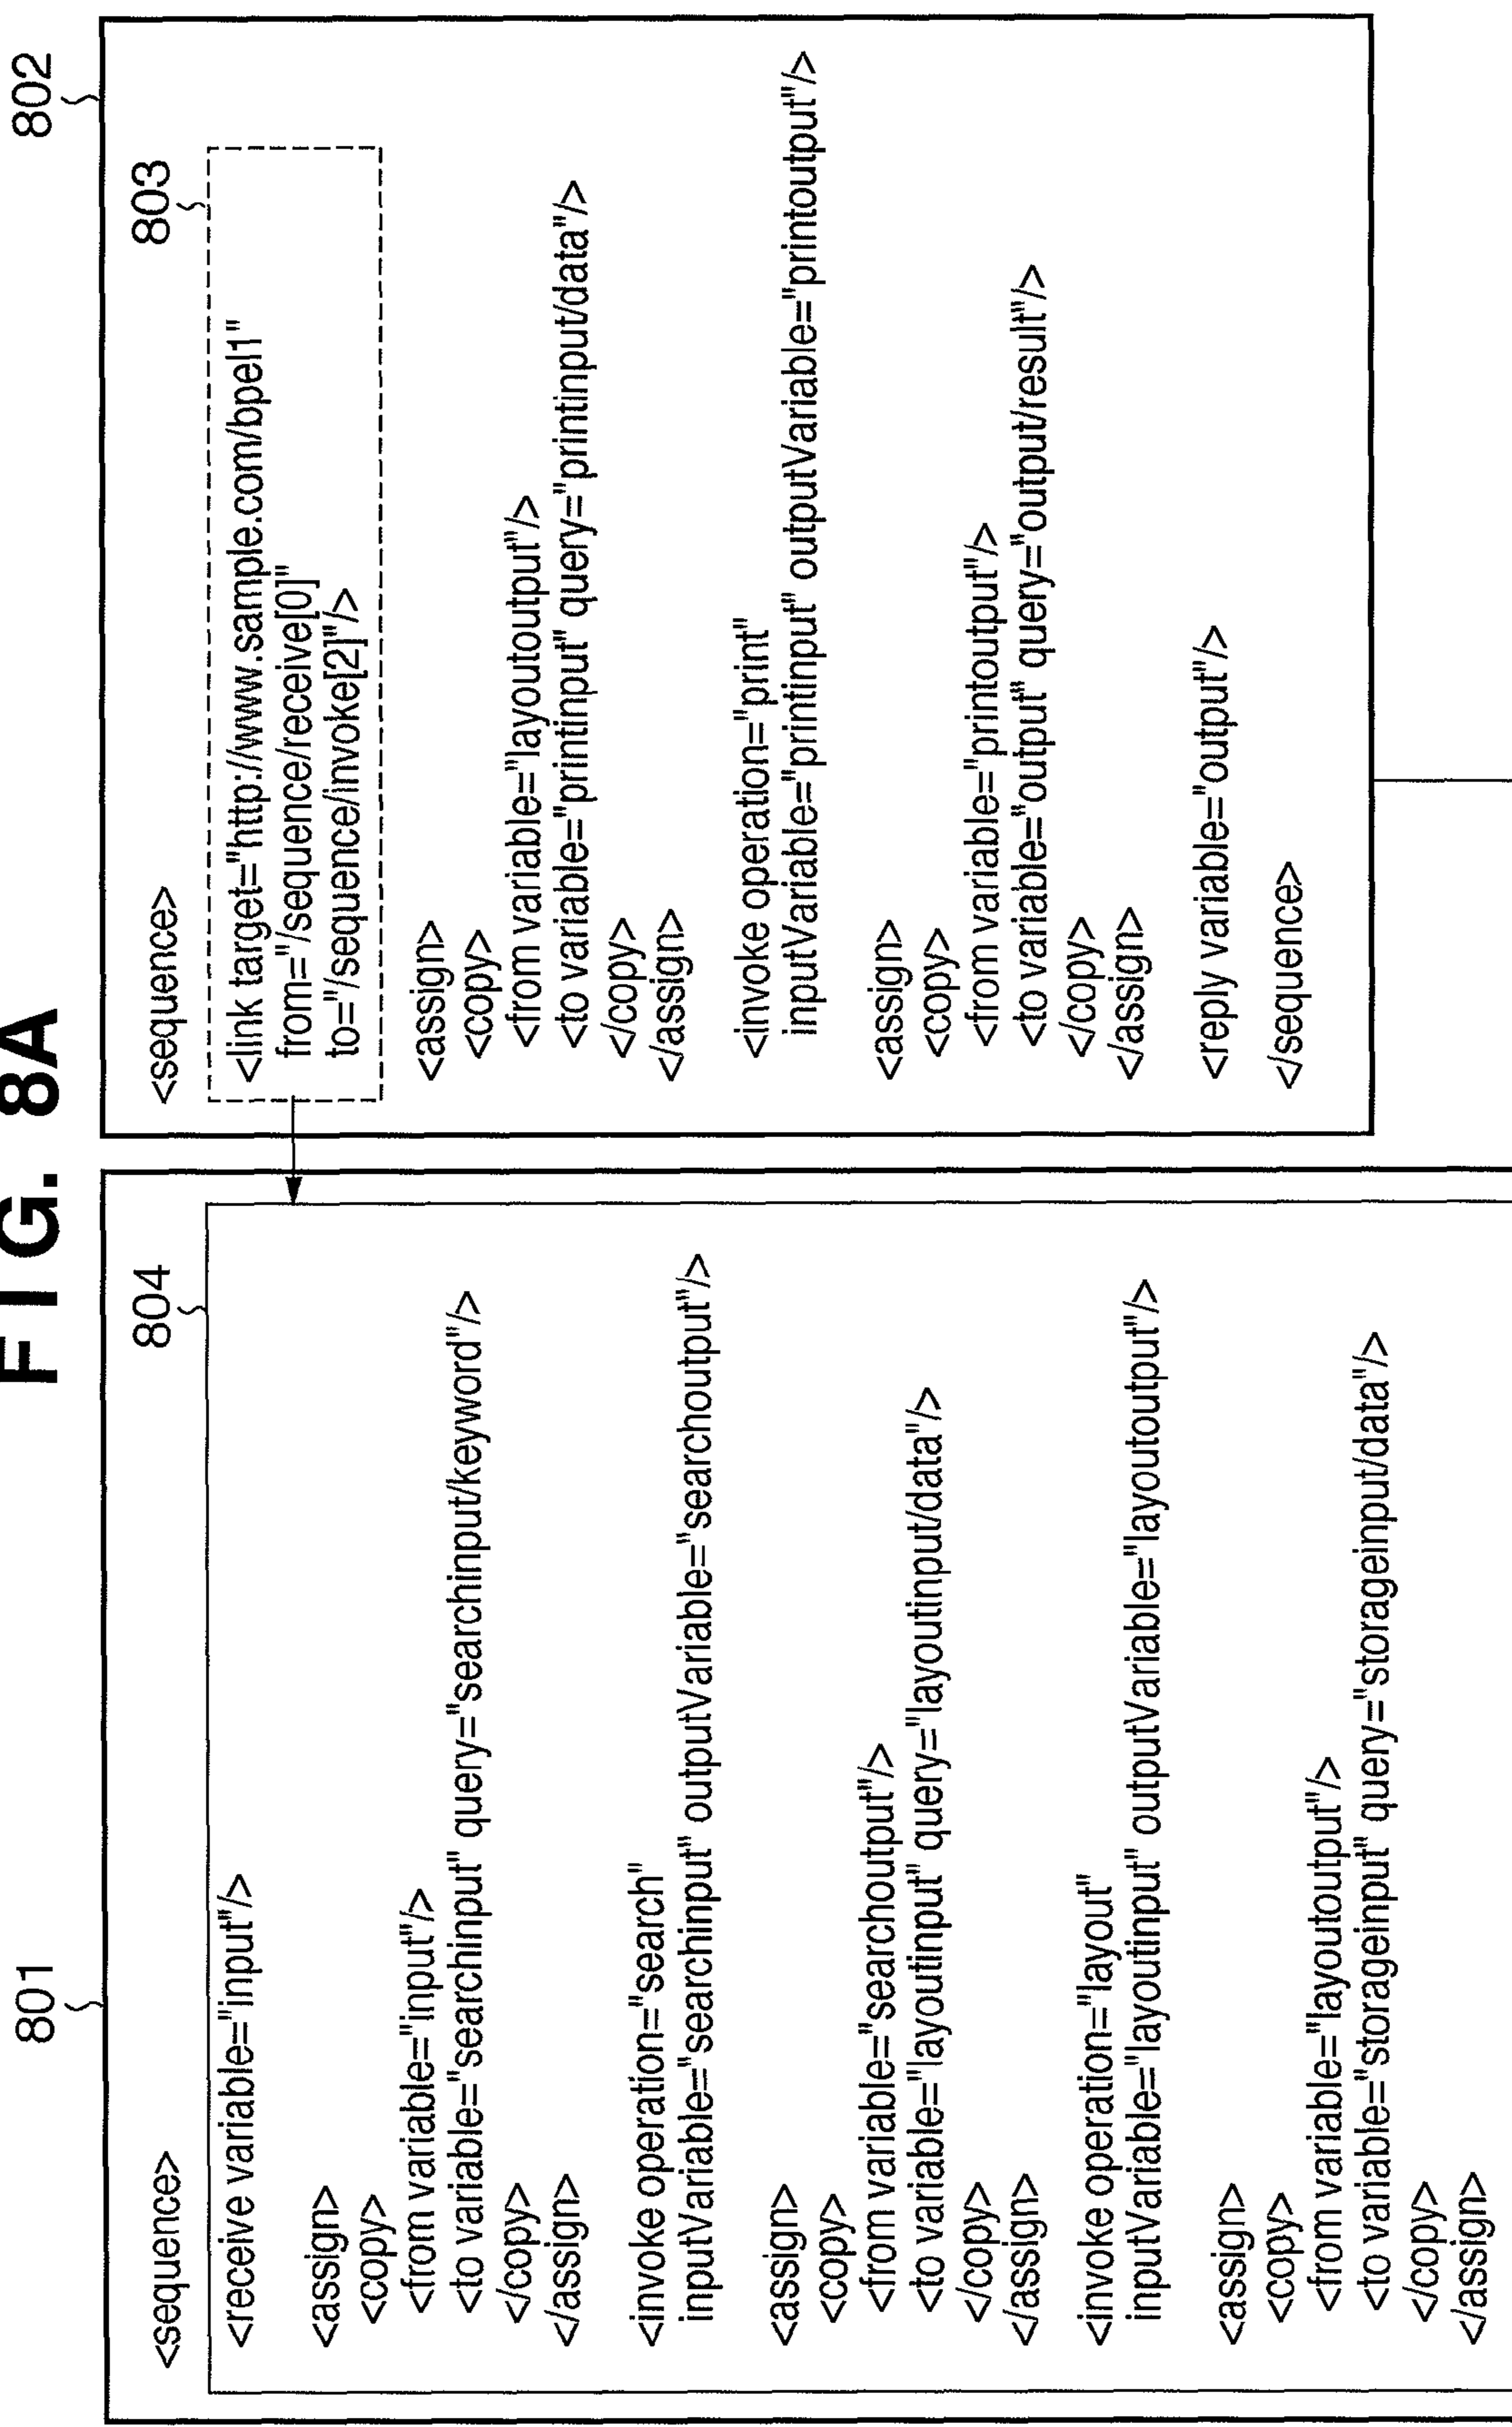 FIG. 8A
801
804
<sequence>
<receive variable="input"/>
<assign>
<copy>
<from variable="input"/>
<to variable="searchinput" query="searchinput/keyword"/>
</copy>
</assign>
<invoke operation="search"
inputVariable="searchinput" outputVariable="searchoutput"/>
<assign>
<copy>
<from variable="searchoutput"/>
<to variable="layoutinput" query="layoutinput/data"/>
</copy>
</assign>
<invoke operation="layout"
inputVariable="layoutinput" outputVariable="layoutoutput"/>
<assign>
<copy>
<from variable="layoutoutput"/>
<to variable="storageinput" query="storageinput/data"/>
</copy>
</assign>
802
803
<sequence>
<link target="http://www.sample.com/bpel1"
from="/sequence/receive[0]"
to="/sequence/invoke[2]"/>
<assign>
<copy>
<from variable="layoutoutput"/>
<to variable="printinput" query="printinput/data"/>
</copy>
</assign>
<invoke operation="print"
inputVariable="printinput" outputVariable="printoutput"/>
<assign>
<copy>
<from variable="printoutput"/>
<to variable="output" query="output/result"/>
</copy>
</assign>
<reply variable="output"/>
</sequence>